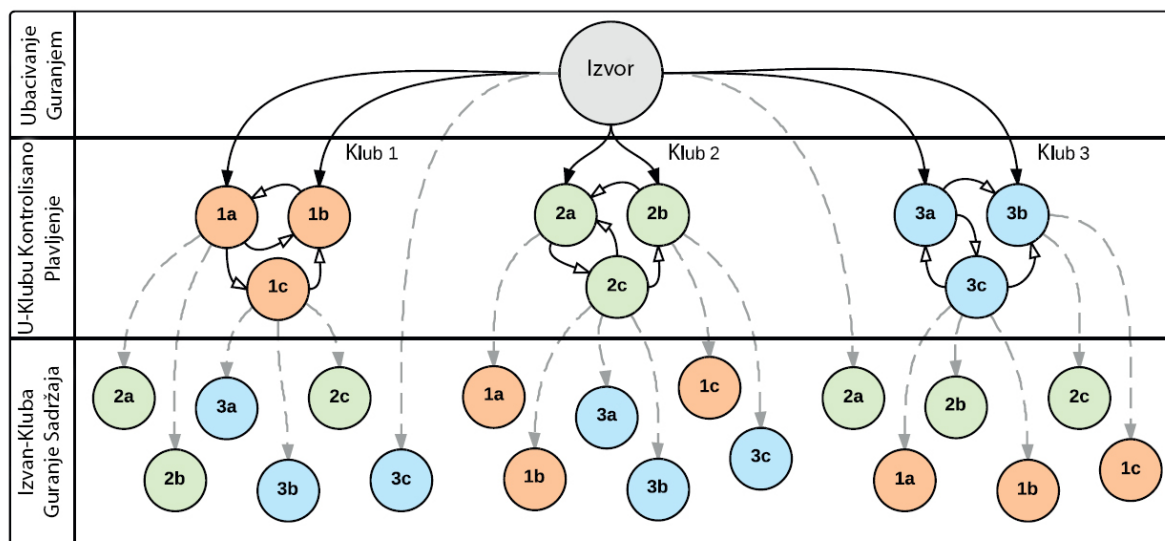 Ubacivanje
Guranjem
Izvor
U-Klubu Kontrolisano
Plavljenje
Klub 1
Klub 2
Klub 3
1a
1b
1c
2a
2b
2c
3a
3b
3c
Izvan-Kluba
Guranje Sadržaja
2a
3a
2c
2b
3b
3c
1a
3a
1c
1b
3b
3c
2a
2b
2c
1a
1b
1c